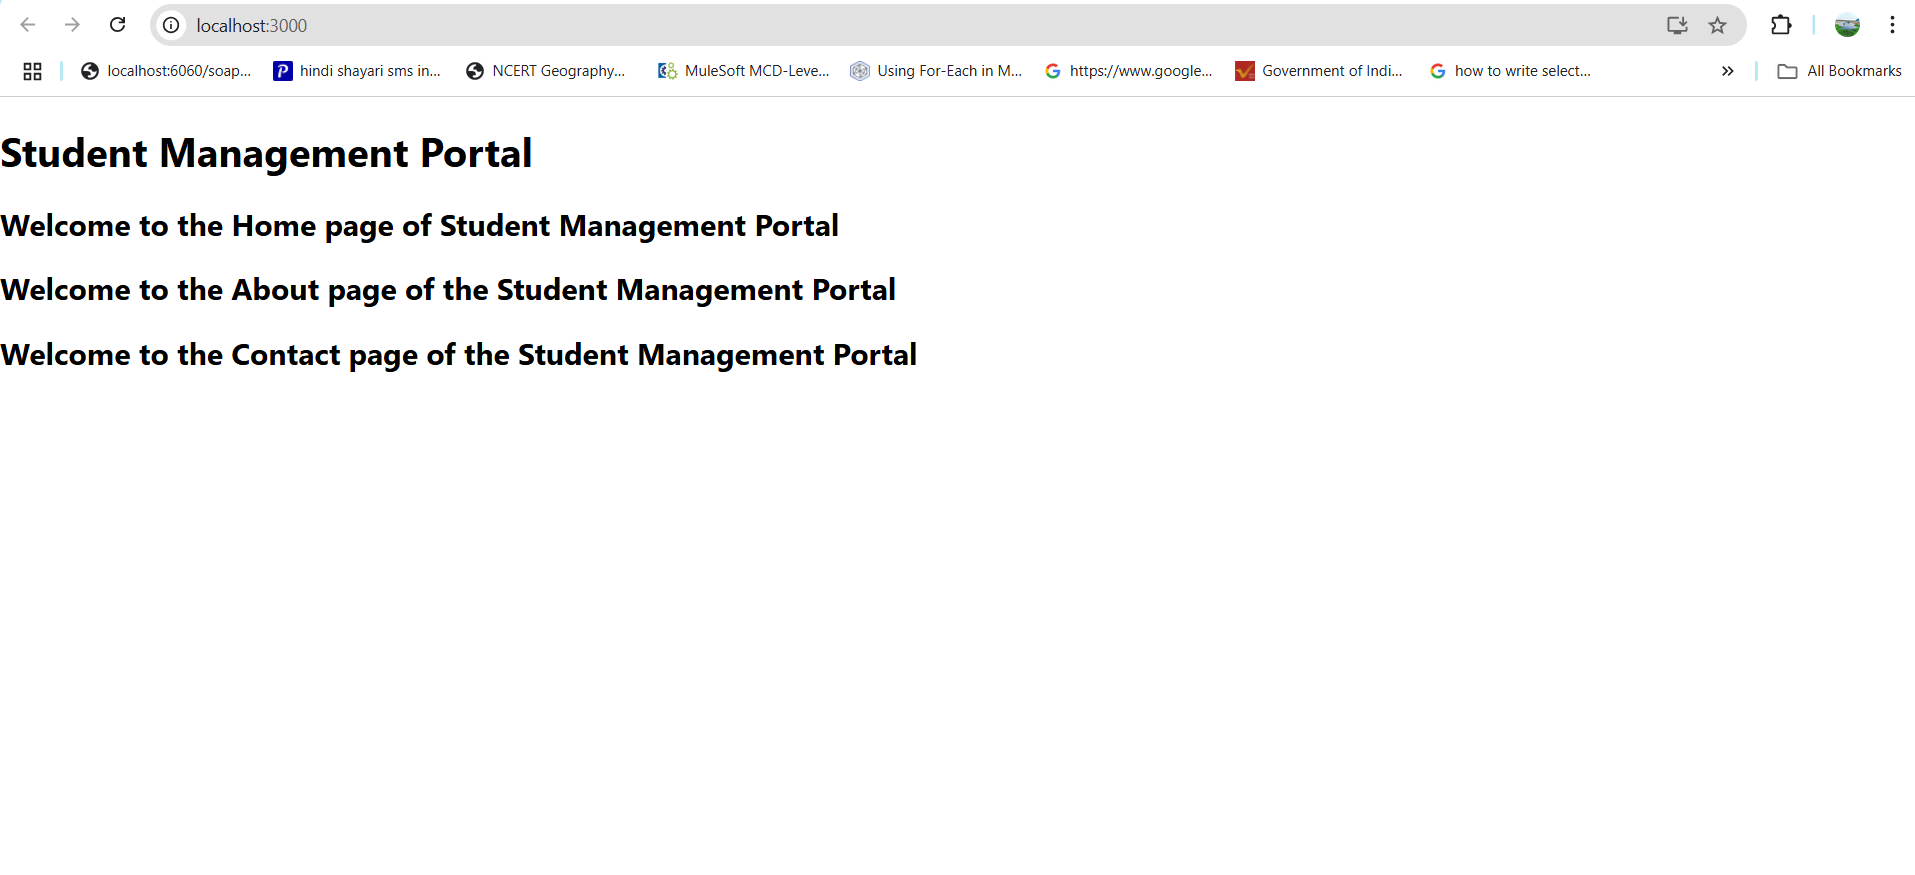 localhost:3000
localhost:6060/soap... hindi shayari sms in... NCERT Geography... MuleSoft MCD-Leve... Using For-Each in M... https://www.google... Government of Indi... how to write select... All Bookmarks
Student Management Portal
Welcome to the Home page of Student Management Portal
Welcome to the About page of the Student Management Portal
Welcome to the Contact page of the Student Management Portal